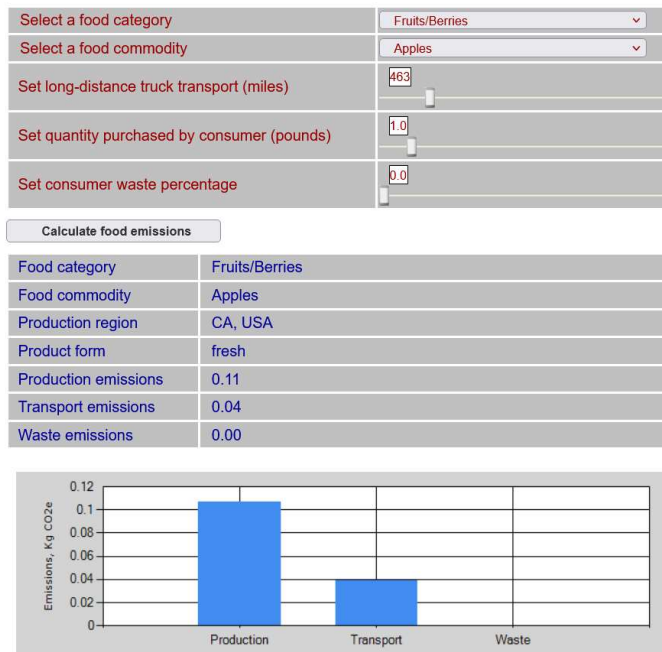 Select a food category Fruits/Berries
Select a food commodity Apples
Set long-distance truck transport (miles) 463
Set quantity purchased by consumer (pounds) 1.0
Set consumer waste percentage 0.0
Calculate food emissions
Food category Fruits/Berries
Food commodity Apples
Production region CA, USA
Product form fresh
Production emissions 0.11
Transport emissions 0.04
Waste emissions 0.00
Emissions, Kg CO2e
0.12
0.1
0.08
0.06
0.04
0.02
0
Production Transport Waste